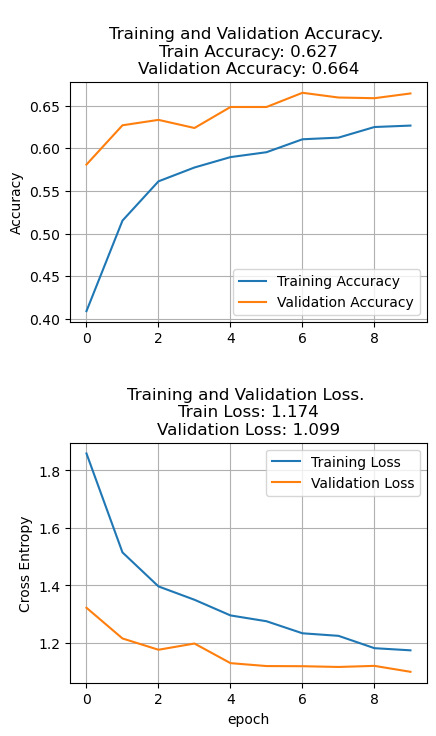 Training and Validation Accuracy.
Train Accuracy: 0.627
Validation Accuracy: 0.664
Accuracy
0.65
0.60
0.55
0.50
0.45
0.40
Training Accuracy
Validation Accuracy
0 2 4 6 8
Training and Validation Loss.
Train Loss: 1.174
Validation Loss: 1.099
Cross Entropy
1.8
1.6
1.4
1.2
Training Loss
Validation Loss
0 2 4 6 8
epoch